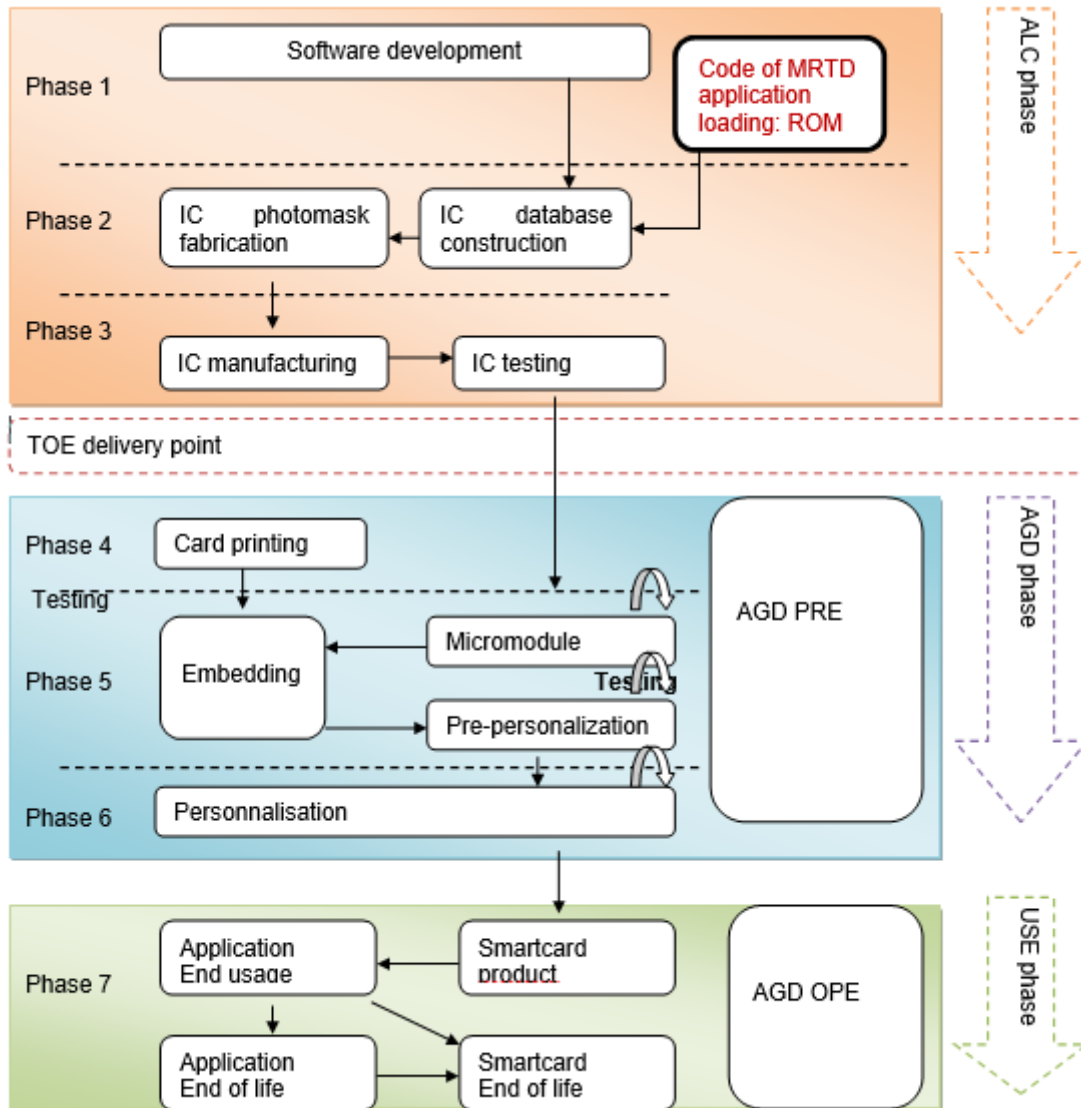 Software development
Phase 1
Code of MRTD
application
loading: ROM
ALC phase
Phase 2
IC photomask
fabrication
IC database
construction
Phase 3
IC manufacturing
IC testing
TOE delivery point
Phase 4
Card printing
AGD PRE
AGD phase
Testing
Micromodule
Embedding
Phase 5
Testing
Pre-personalization
Personnalisation
Phase 6
Application
End usage
Smartcard
product
Phase 7
AGD OPE
USE phase
Application
End of life
Smartcard
End of life